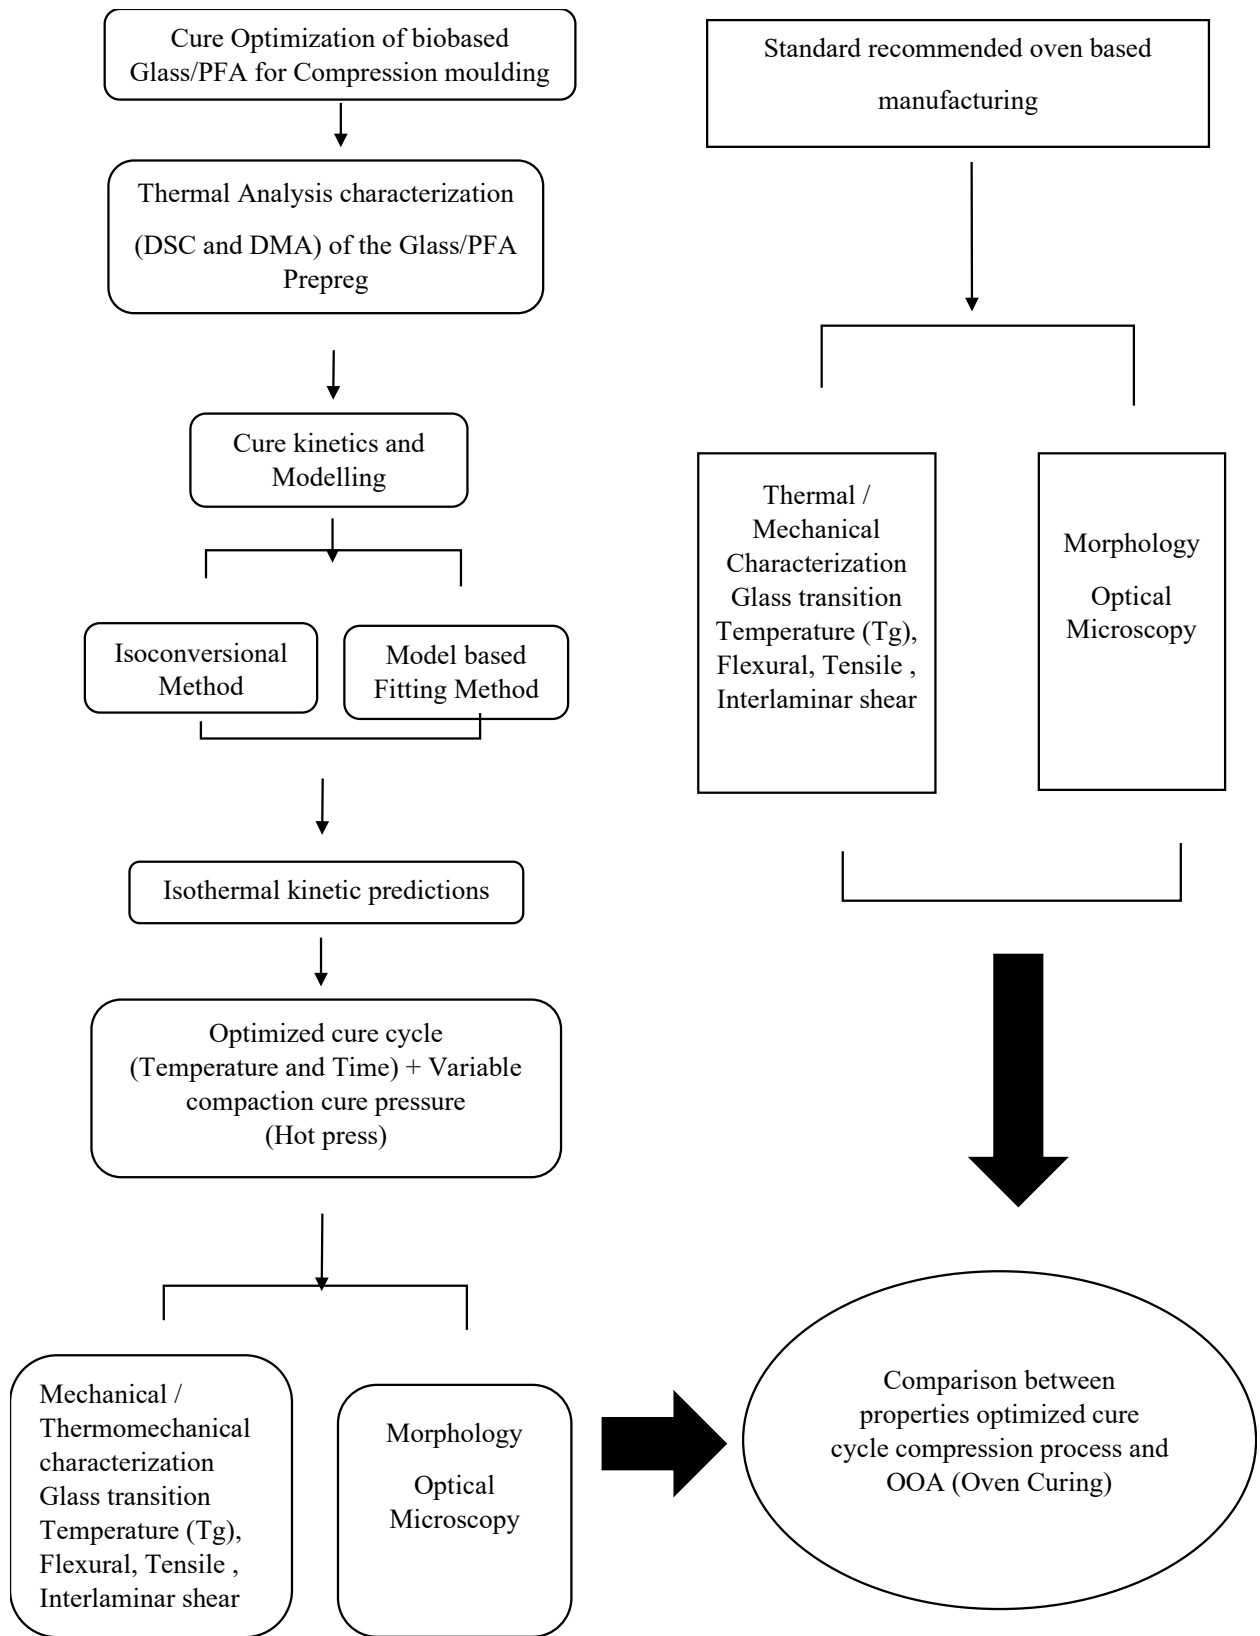 Cure Optimization of biobased
Glass/PFA for Compression moulding
Thermal Analysis characterization
(DSC and DMA) of the Glass/PFA
Prepreg
Cure kinetics and
Modelling
Isoconversional
Method
Model based
Fitting Method
Isothermal kinetic predictions
Optimized cure cycle
(Temperature and Time) + Variable
compaction cure pressure
(Hot press)
Mechanical /
Thermomechanical
characterization
Glass transition
Temperature (Tg),
Flexural, Tensile ,
Interlaminar shear
Morphology
Optical
Microscopy
Standard recommended oven based
manufacturing
Thermal /
Mechanical
Characterization
Glass transition
Temperature (Tg),
Flexural, Tensile ,
Interlaminar shear
Morphology
Optical
Microscopy
Comparison between
properties optimized cure
cycle compression process and
OOA (Oven Curing)